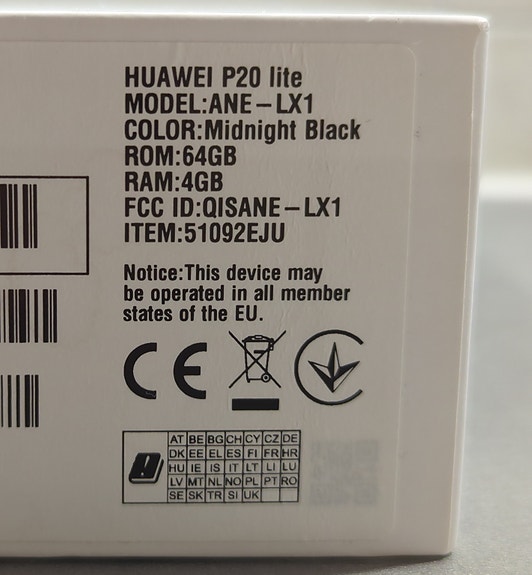 HUAWEI P20 lite
MODEL:ANE-LX1
COLOR:Midnight Black
ROM:64GB
RAM:4GB
FCC ID:QISANE-LX1
ITEM:51092EJU
Notice:This device may
be operated in all member
states of the EU.
CE
AT BE BG CH CY CZ DE
DK EE EL ES FI FR HR
HU IE IS IT LT LI LU
LV MT NL NO PL PT RO
SE SK TR SI UK